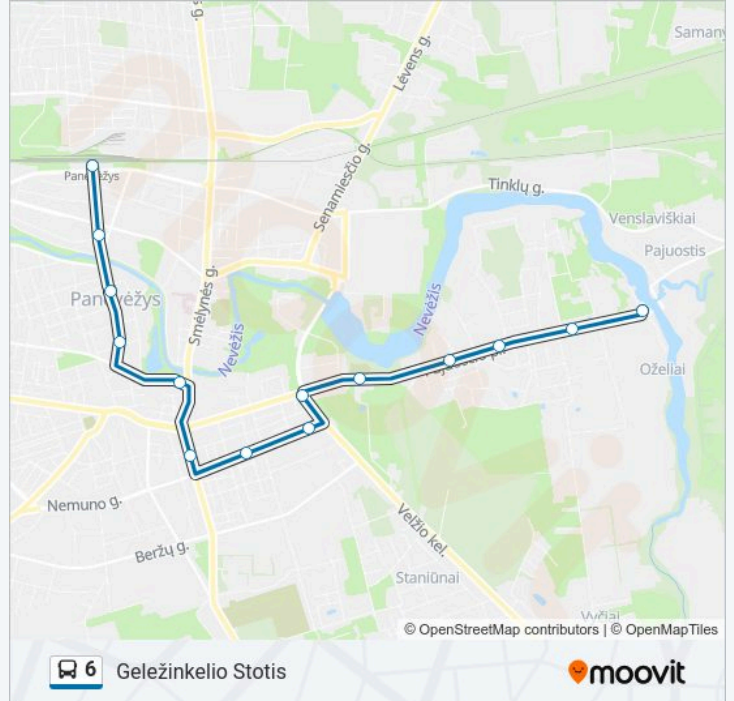 s g.
Samany
Lėvens g.
Senamiesčio g.
Panevėžys
Tinklų g.
Venslaviškiai
Pajuostis
Panevėžys
Smėlynės g.
Nevėžis
Nevėžis
Oželiai
Nemuno g.
Velžio kel.
Beržų g.
Staniūnai
Vyčiai
© OpenStreetMap contributors | © OpenMapTiles
6 Geležinkelio Stotis
moovit